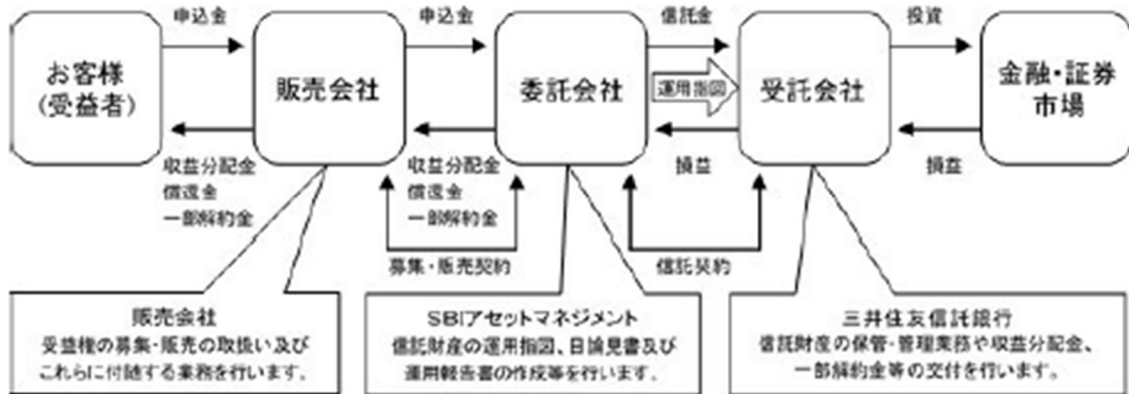 申込金
申込金
信託金
投資
お客様
(受益者)
販売会社
委託会社
運用指図
受託会社
金融・証券
市場
収益分配金
償還金
一部解約金
収益分配金
償還金
一部解約金
損益
損益
募集・販売契約
信託契約
販売会社
受益権の募集・販売の取扱い及び
これらに付随する業務を行います。
SBIアセットマネジメント
信託財産の運用指図、目論見書及び
運用報告書の作成等を行います。
三井住友信託銀行
信託財産の保管・管理業務や収益分配金、
一部解約金等の交付を行います。